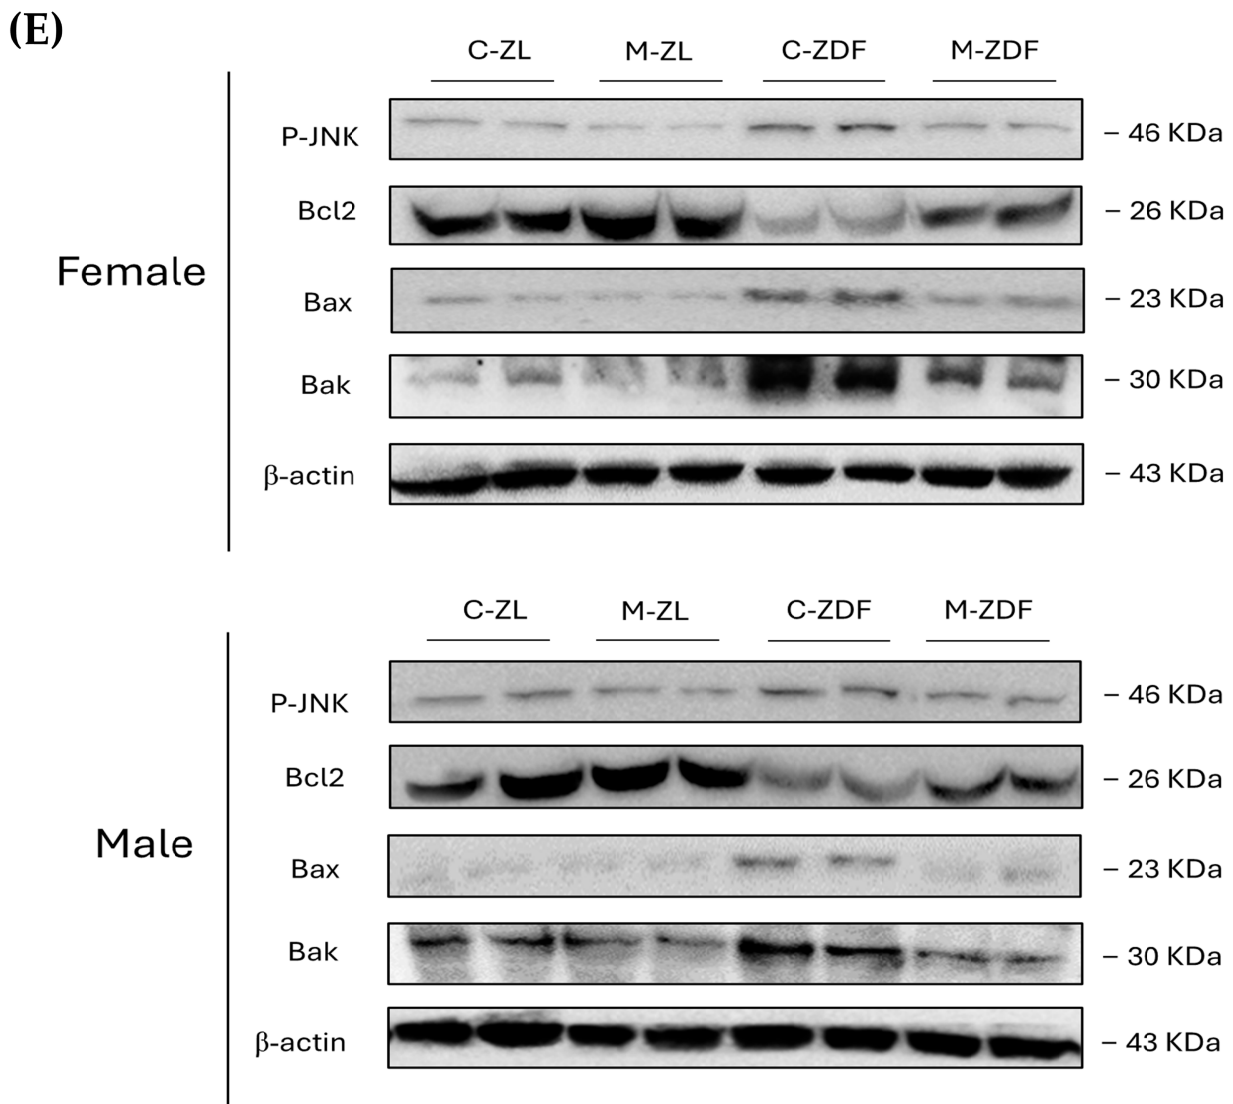 (E)
C-ZL M-ZL C-ZDF M-ZDF
P-JNK – 46 KDa
Bcl2 – 26 KDa
Female
Bax – 23 KDa
Bak – 30 KDa
β-actin – 43 KDa
C-ZL M-ZL C-ZDF M-ZDF
P-JNK – 46 KDa
Bcl2 – 26 KDa
Male
Bax – 23 KDa
Bak – 30 KDa
β-actin – 43 KDa